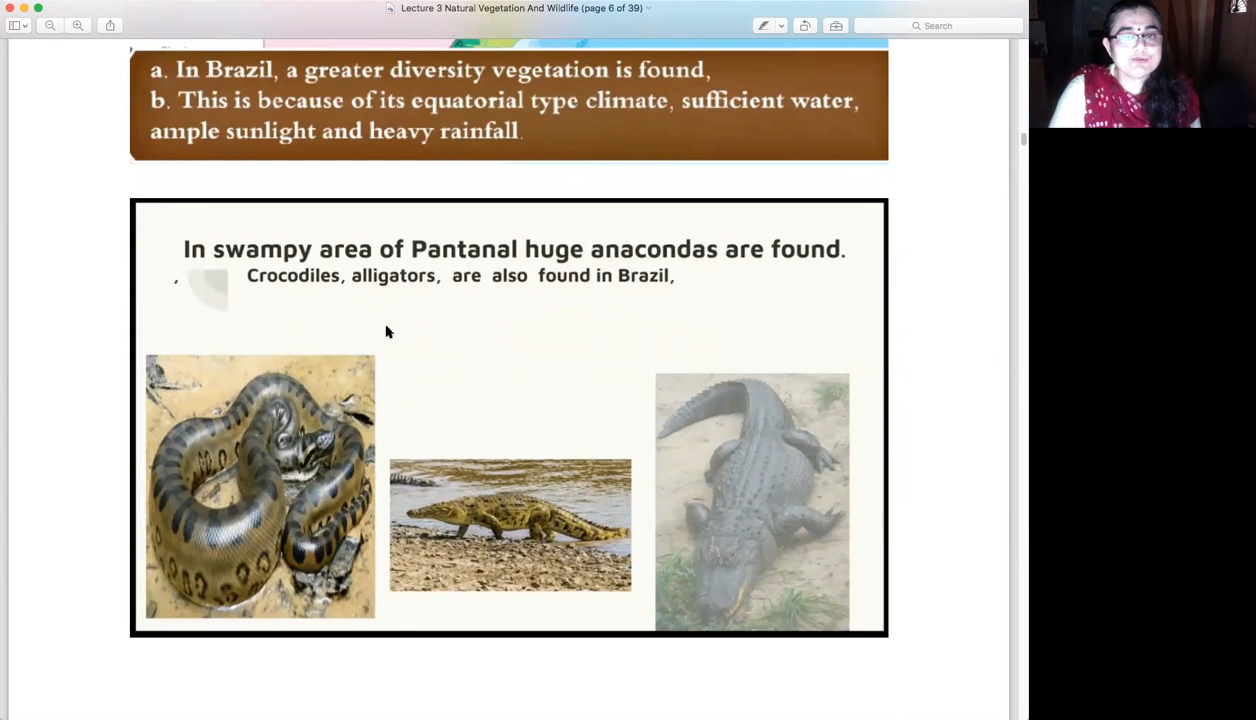 Lecture 3 Natural Vegetation And Wildlife (page 6 of 39)
Search
a. In Brazil, a greater diversity vegetation is found,
b. This is because of its equatorial type climate, sufficient water,
ample sunlight and heavy rainfall.
In swampy area of Pantanal huge anacondas are found.
, Crocodiles, alligators, are also found in Brazil,